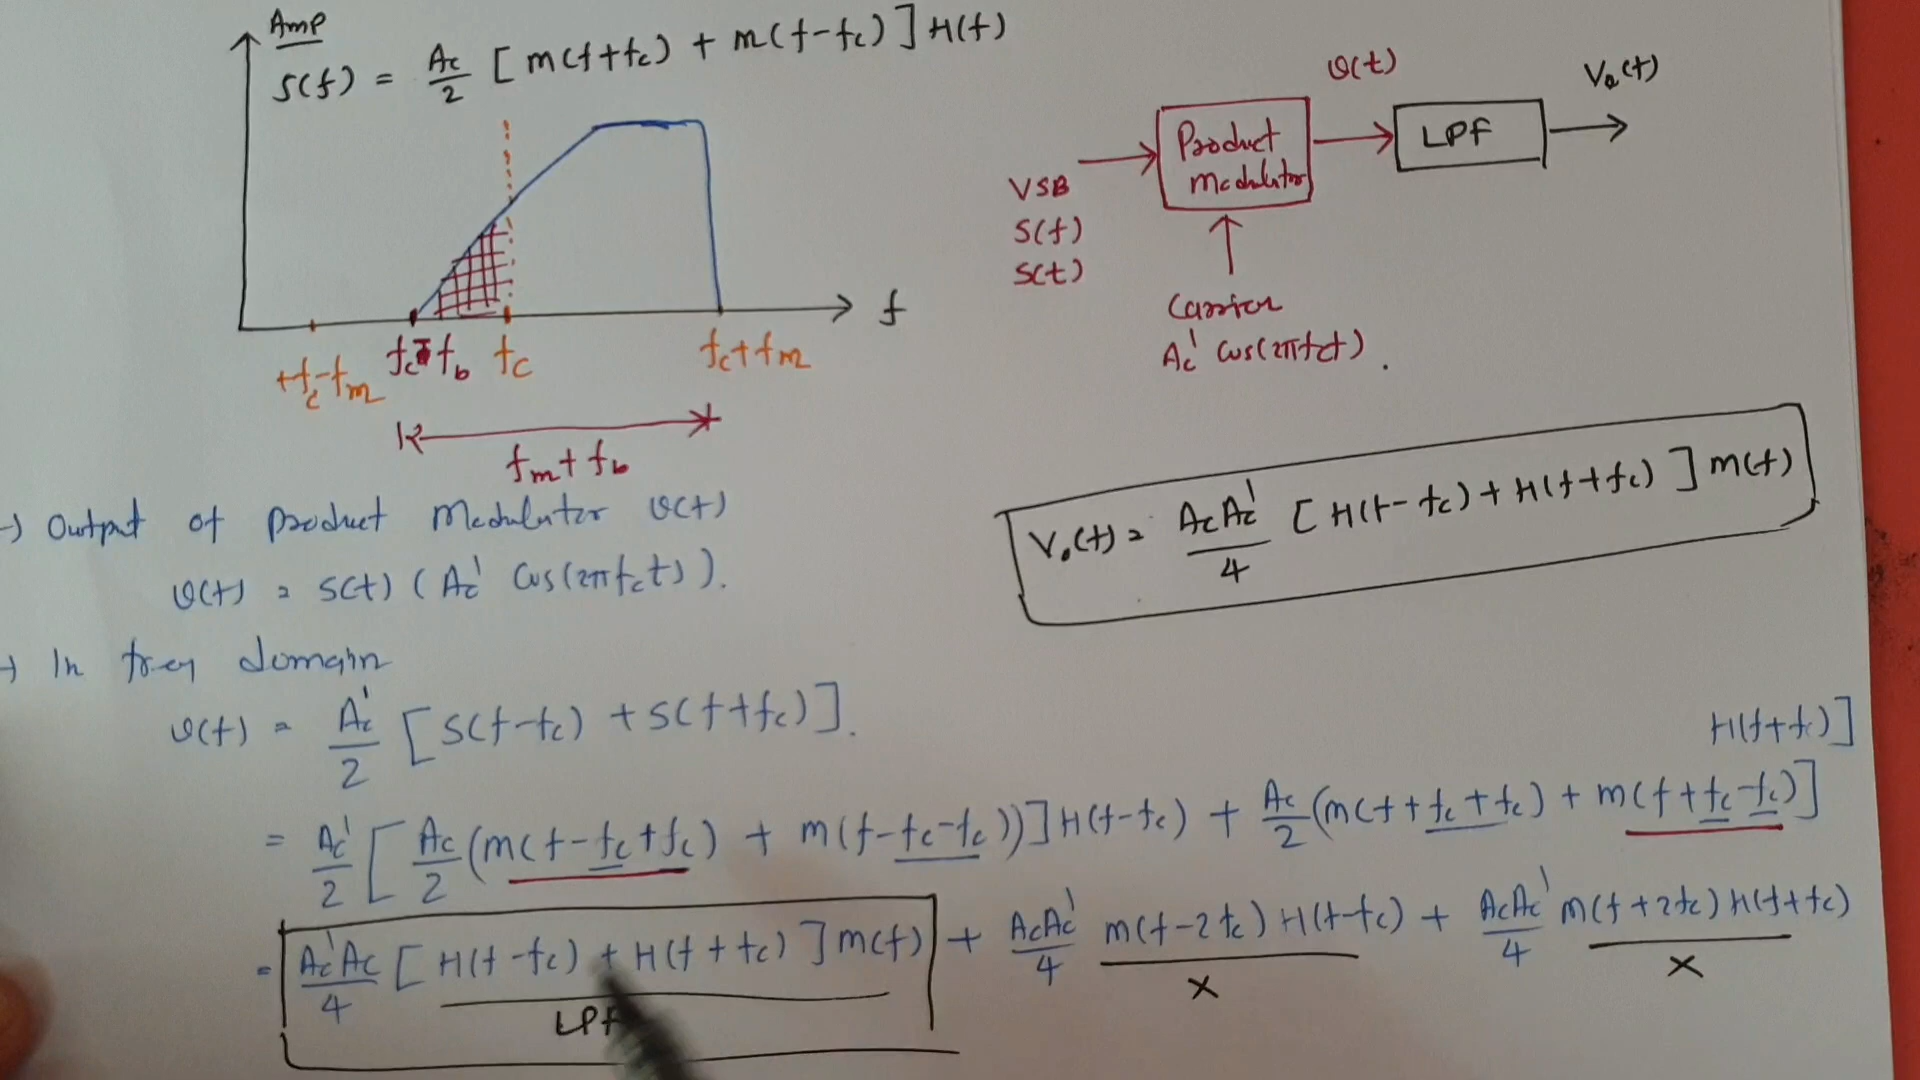 Amp
S(f) = Ac/2 [m(f+fc) + m(f-fc)] H(f)
fc-fm
fc-fb
fc
fc+fm
f
fm+fb
VSB
S(f)
S(t)
Product
Modulator
v(t)
LPF
Vo(t)
Carrier
Ac' Cos(2πfct).
→ Output of Product Modulator v(t)
v(t) = s(t) (Ac' Cos(2πfct)).
→ In freq domain
v(f) = Ac'/2 [S(f-fc) + S(f+fc)].
H(f+fc)]
= Ac'/2 [Ac/2 (m(f-fc+fc) + m(f-fc-fc))] H(f-fc) + Ac/2 (m(f+fc+fc) + m(f+fc-fc)]
= Ac'Ac/4 [H(f-fc) + H(f+fc)] m(f) + AcAc'/4 m(f-2fc) H(f-fc) + AcAc'/4 m(f+2fc) H(f+fc)
LPF
x
x
Vo(f) = AcAc'/4 [H(f-fc) + H(f+fc)] m(f)